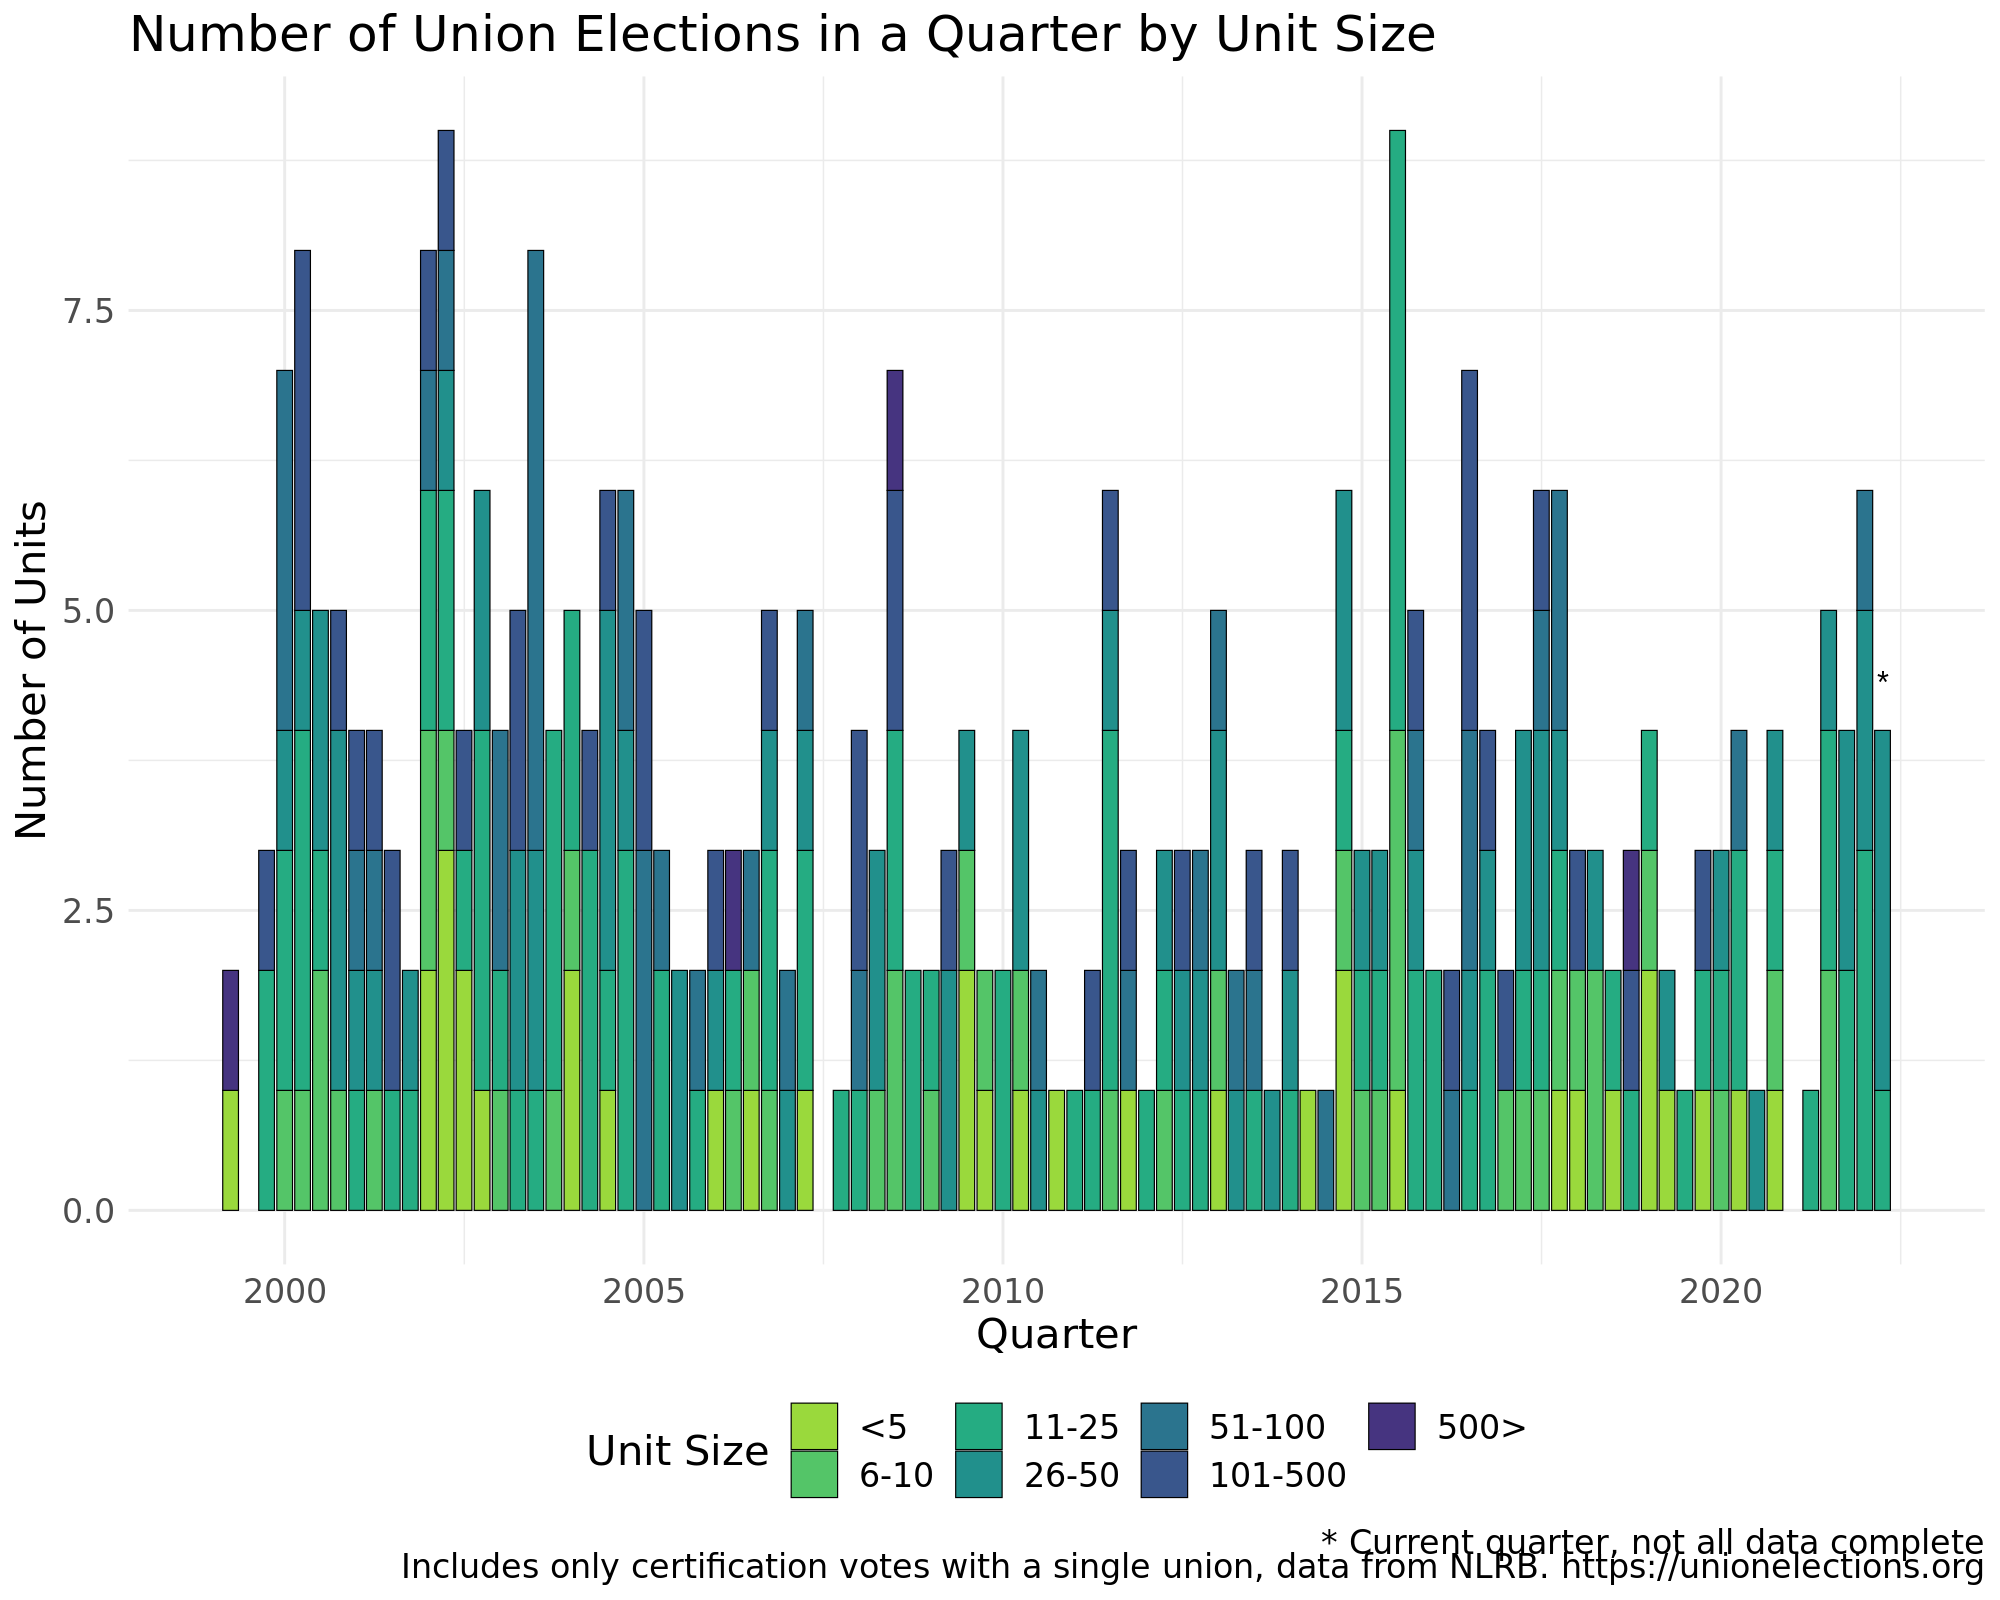 Number of Union Elections in a Quarter by Unit Size
Number of Units
7.5
5.0
2.5
0.0
*
2000 2005 2010 2015 2020
Quarter
Unit Size
<5 11-25 51-100 500>
6-10 26-50 101-500
* Current quarter, not all data complete
Includes only certification votes with a single union, data from NLRB. https://unionelections.org